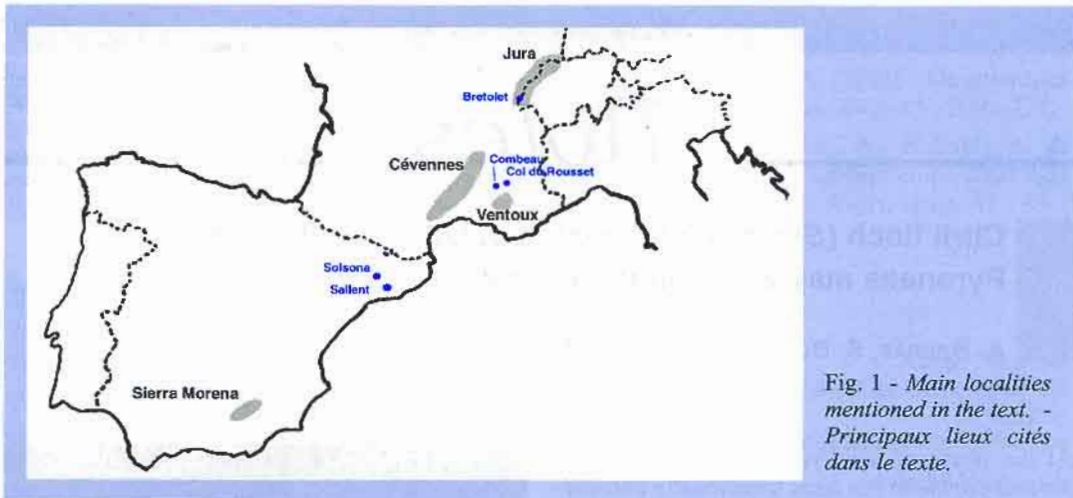 Jura
Bretolet
Combeau
Cévennes
Col du Rousset
Ventoux
Solsona
Sallent
Sierra Morena
Fig. 1 - Main localities
mentioned in the text. -
Principaux lieux cités
dans le texte.